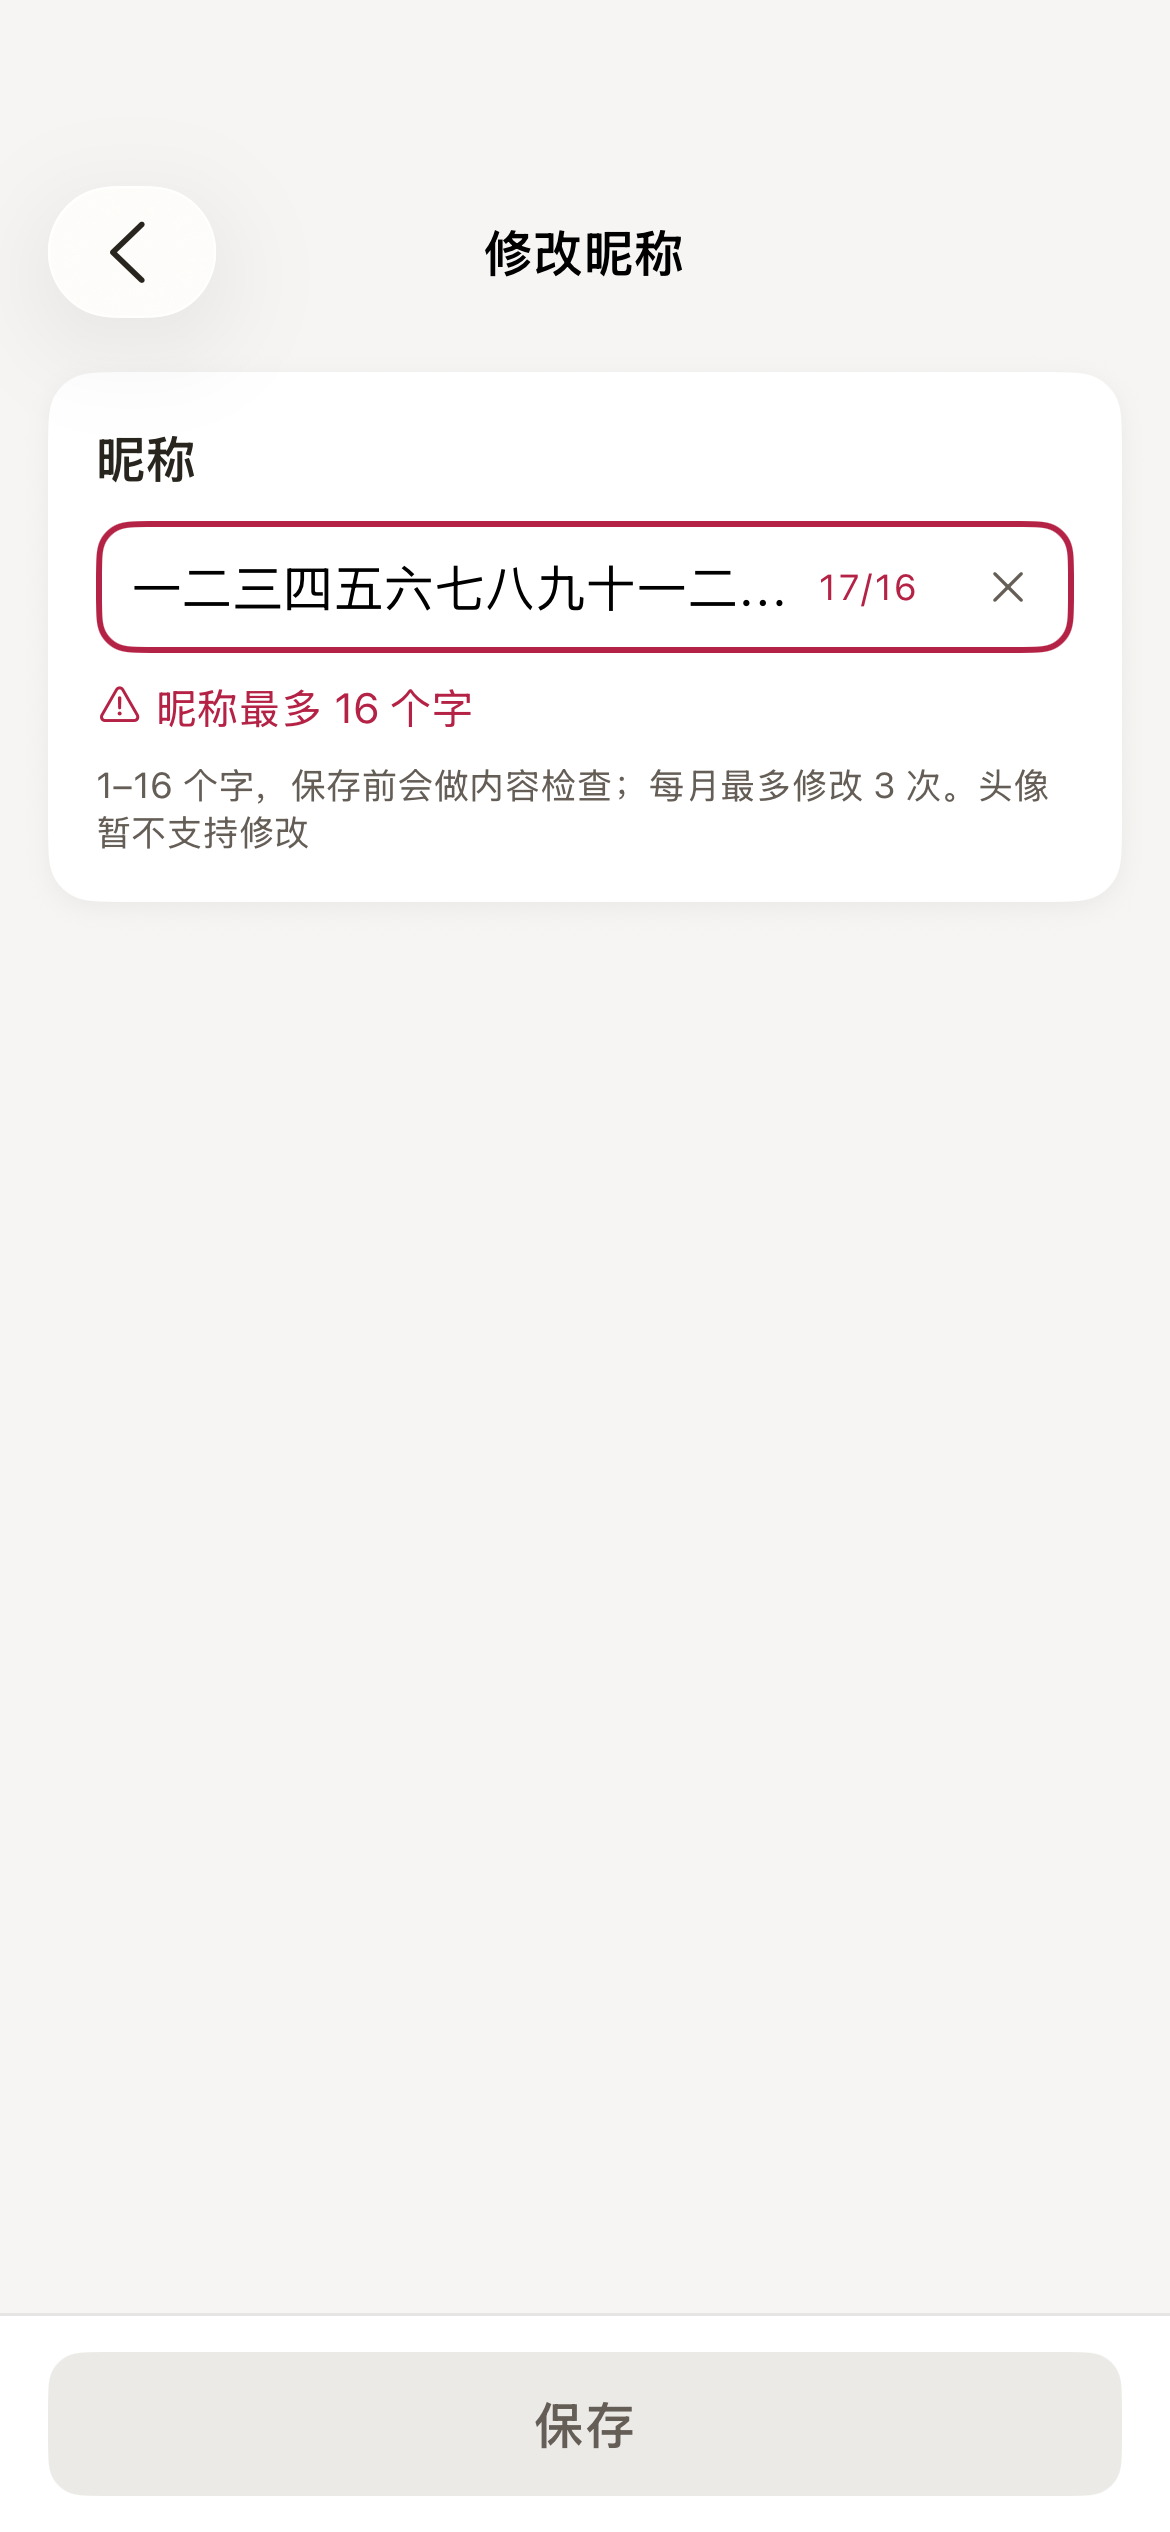 修改昵称
昵称
一二三四五六七八九十一二... 17/16
昵称最多 16 个字
1–16 个字，保存前会做内容检查；每月最多修改 3 次。头像
暂不支持修改
保存